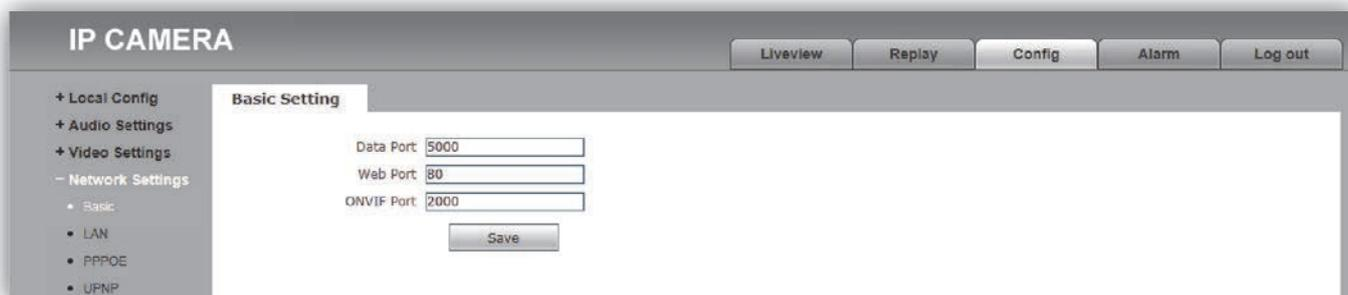 IP CAMERA
Liveview
Replay
Config
Alarm
Log out
+ Local Config
+ Audio Settings
+ Video Settings
− Network Settings
• Basic
• LAN
• PPPOE
• UPNP
Basic Setting
Data Port 5000
Web Port 80
ONVIF Port 2000
Save